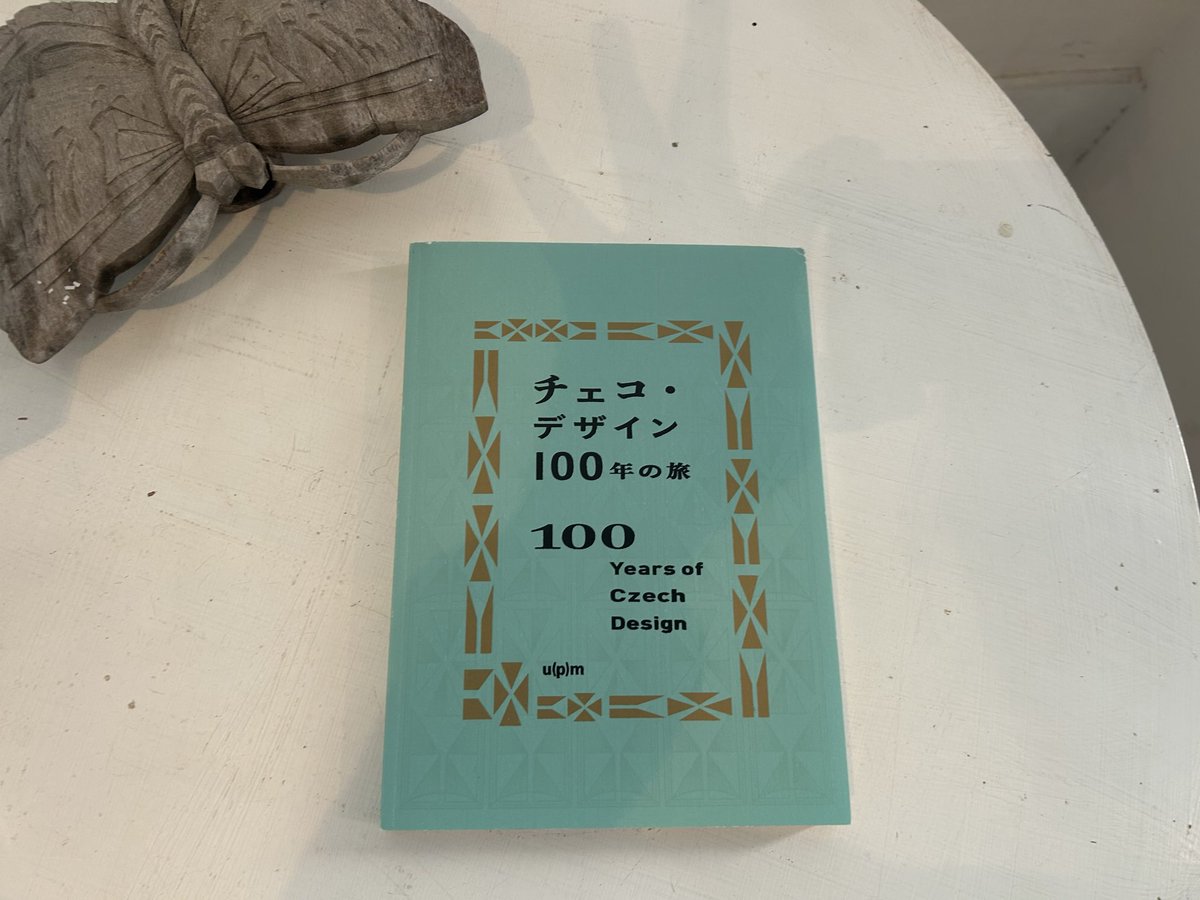 チェコ・
デザイン
100年の旅
100
Years of
Czech
Design
u(p)m